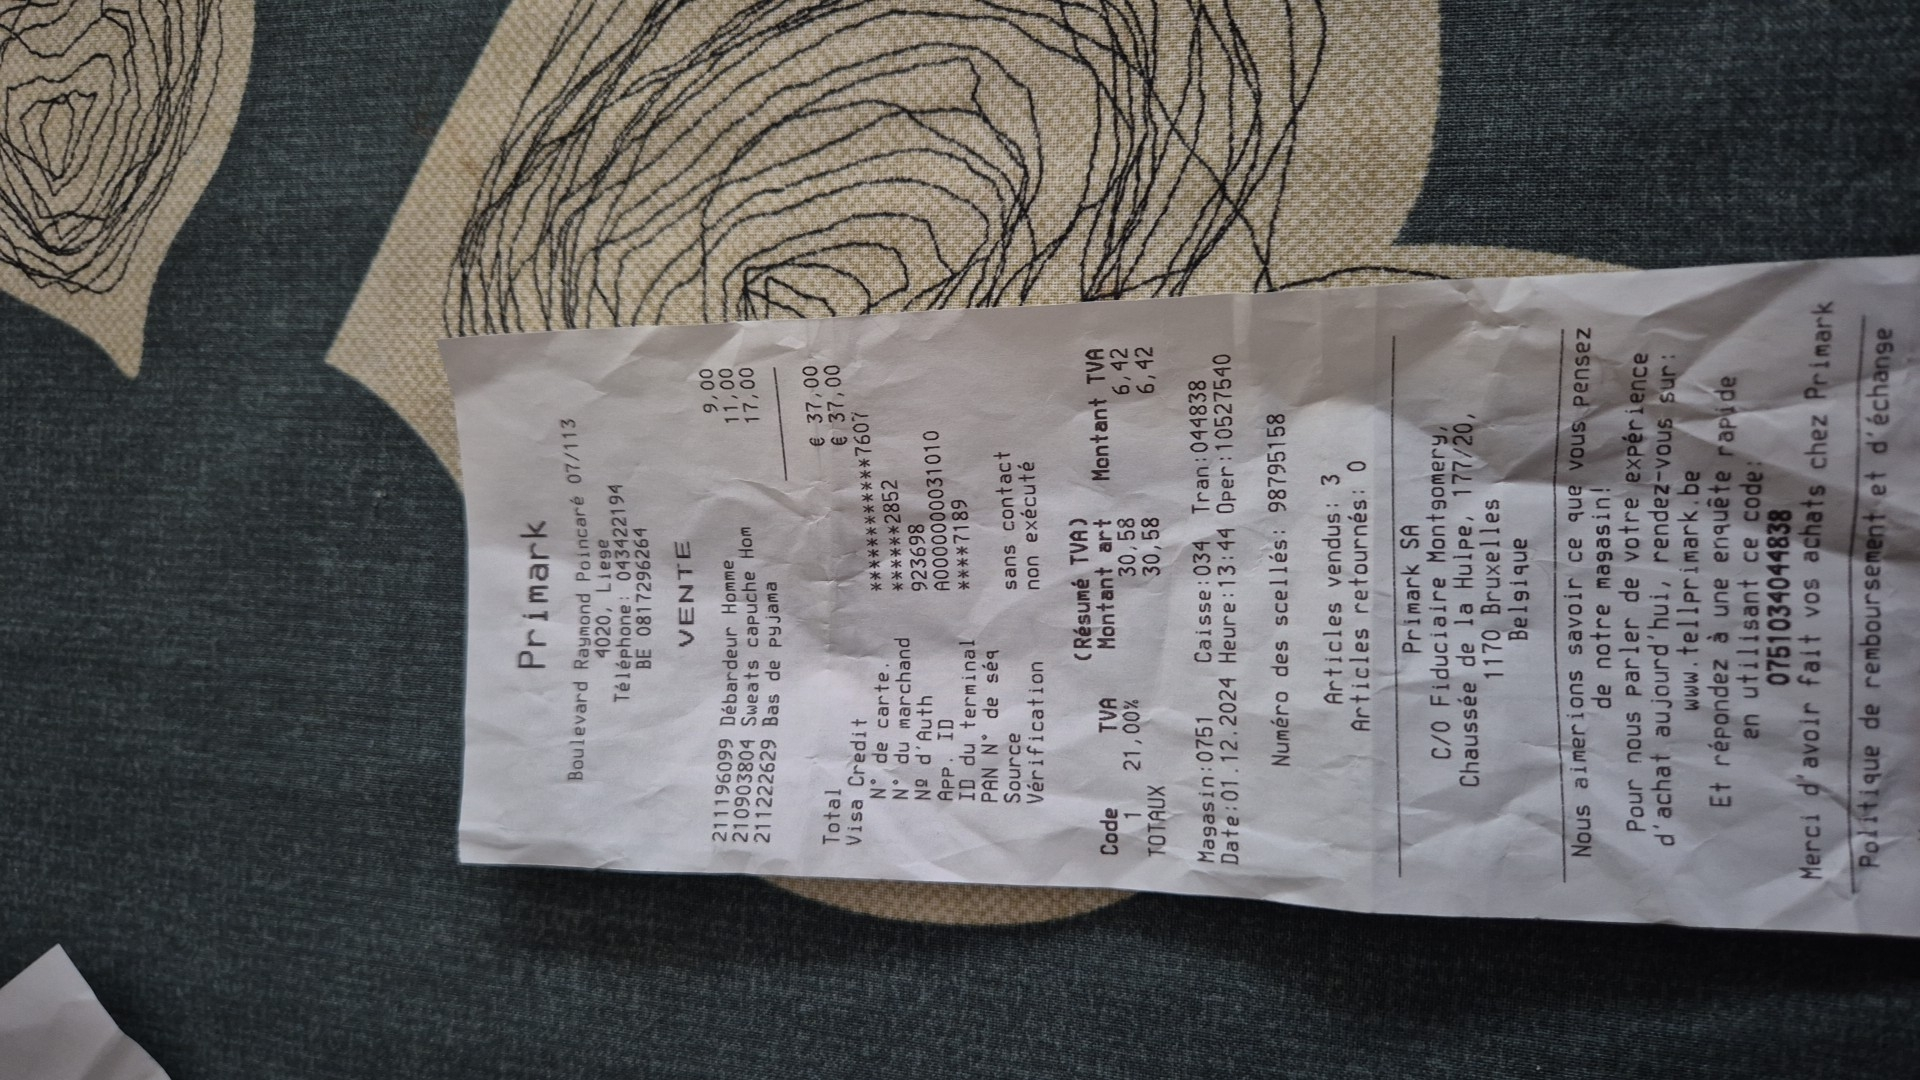 Primark
Boulevard Raymond Poincaré 07/113
4020, Liege
Téléphone: 04342 22194
BE 0817296264
VENTE
211196099 Débardeur Homme 9,00
210903804 Sweats capuche Hom 11,00
211222629 Bas de pyjama 17,00
Total € 37,00
Visa Credit € 37,00
N° de carte. ************7607
N° du marchand ******2852
Nº d'Auth 923698
App. ID A0000000031010
ID du terminal ****7189
PAN N° de séq
Source sans contact
Vérification non exécuté
(Résumé TVA)
Code TVA Montant art Montant TVA
1 21,00% 30,58 6,42
TOTAUX 30,58 6,42
Magasin:0751 Caisse:034 Tran:044838
Date:01.12.2024 Heure:13:44 Oper:10527540
Numéro des scellés: 98795158
Articles vendus: 3
Articles retournés: 0
Primark SA
C/O Fiduciaire Montgomery,
Chaussée de la Hulpe, 177/20,
1170 Bruxelles
Belgique
Nous aimerions savoir ce que vous pensez
de notre magasin!
Pour nous parler de votre expérience
d'achat aujourd'hui, rendez-vous sur:
www.tellprimark.be
Et répondez à une enquête rapide
en utilisant ce code:
075103404483​8
Merci d'avoir fait vos achats chez Primark
Politique de remboursement et d'échange